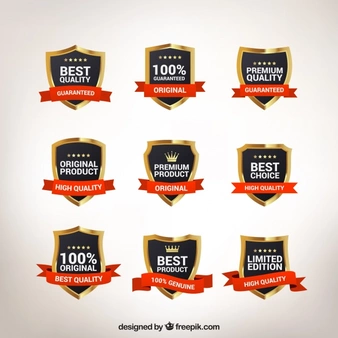 BEST
QUALITY
GUARANTEED
100%
GUARANTEED
ORIGINAL
PREMIUM
QUALITY
GUARANTEED
ORIGINAL
PRODUCT
HIGH QUALITY
PREMIUM
PRODUCT
ORIGINAL
BEST
CHOICE
HIGH QUALITY
100%
ORIGINAL
BEST QUALITY
BEST
PRODUCT
100% GENUINE
LIMITED
EDITION
HIGH QUALITY
designed by freepik.com